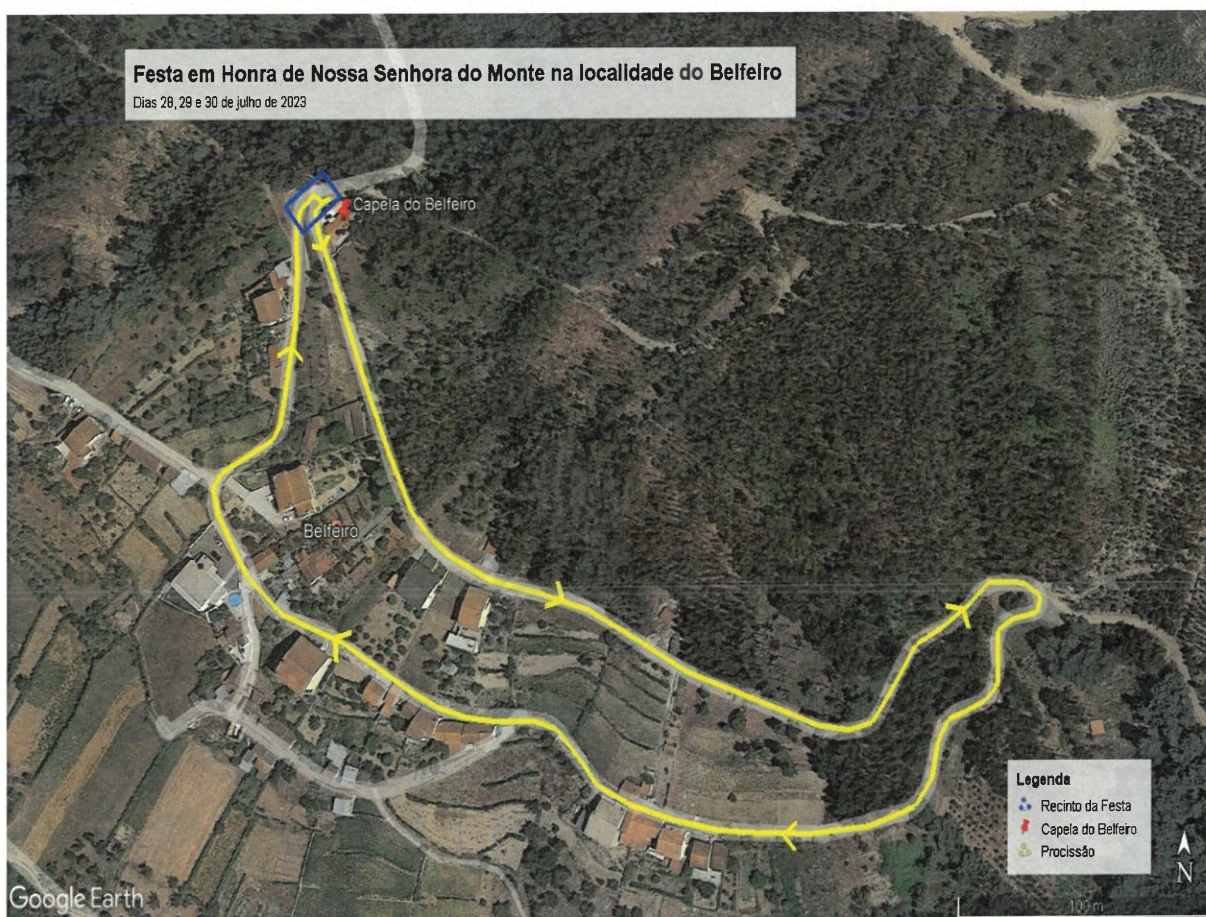 Festa em Honra de Nossa Senhora do Monte na localidade do Belfeiro
Dias 28, 29 e 30 de julho de 2023
Capela do Belfeiro
Belfeiro
Legenda
Recinto da Festa
Capela do Belfeiro
Procissão
N
Google Earth
100 m